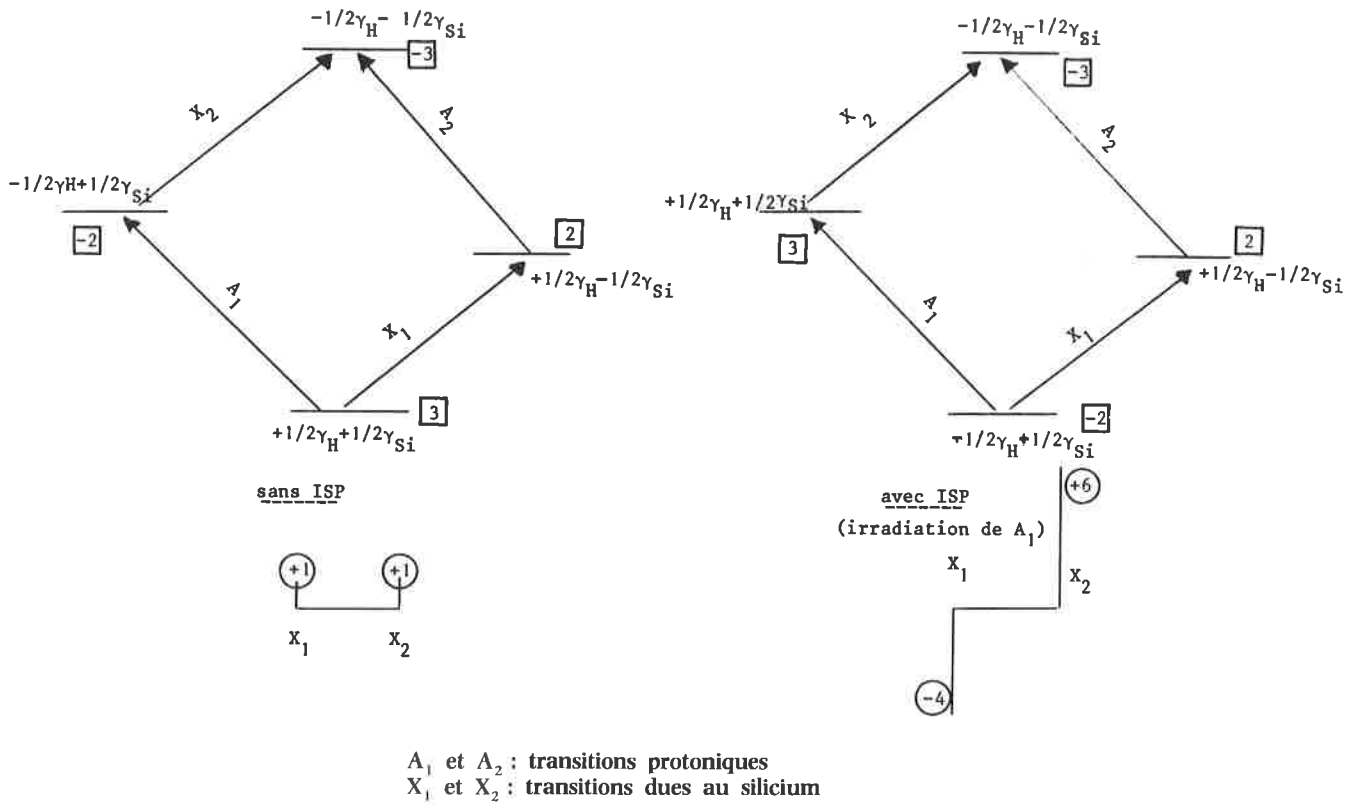 -1/2γH- 1/2γSi
-3
X2
A2
-1/2γH+1/2γSi
-2
2
+1/2γH-1/2γSi
A1
X1
3
+1/2γH+1/2γSi
sans ISP
+1 +1
X1 X2
-1/2γH-1/2γSi
-3
X2
A2
+1/2γH+1/2γSi
3
2
+1/2γH-1/2γSi
A1
X1
-2
-1/2γH+1/2γSi
avec ISP
(irradiation de A1)
+6
X1
X2
-4
A1 et A2 : transitions protoniques
X1 et X2 : transitions dues au silicium